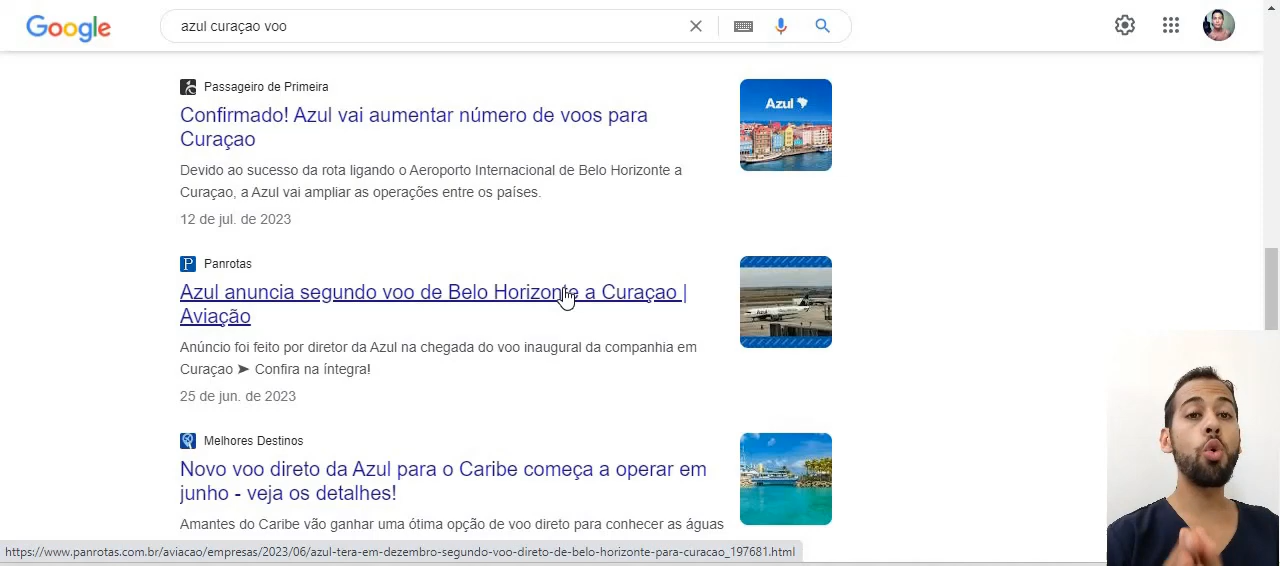 Google
azul curaçao voo
Passageiro de Primeira
Confirmado! Azul vai aumentar número de voos para
Curaçao
Devido ao sucesso da rota ligando o Aeroporto Internacional de Belo Horizonte a
Curaçao, a Azul vai ampliar as operações entre os países.
12 de jul. de 2023
Azul
Panrotas
Azul anuncia segundo voo de Belo Horizonte a Curaçao |
Aviação
Anúncio foi feito por diretor da Azul na chegada do voo inaugural da companhia em
Curaçao ➤ Confira na íntegra!
25 de jun. de 2023
Azul
Melhores Destinos
Novo voo direto da Azul para o Caribe começa a operar em
junho - veja os detalhes!
Amantes do Caribe vão ganhar uma ótima opção de voo direto para conhecer as águas
https://www.panrotas.com.br/aviacao/empresas/2023/06/azul-tera-em-dezembro-segundo-voo-direto-de-belo-horizonte-para-curacao_197681.html